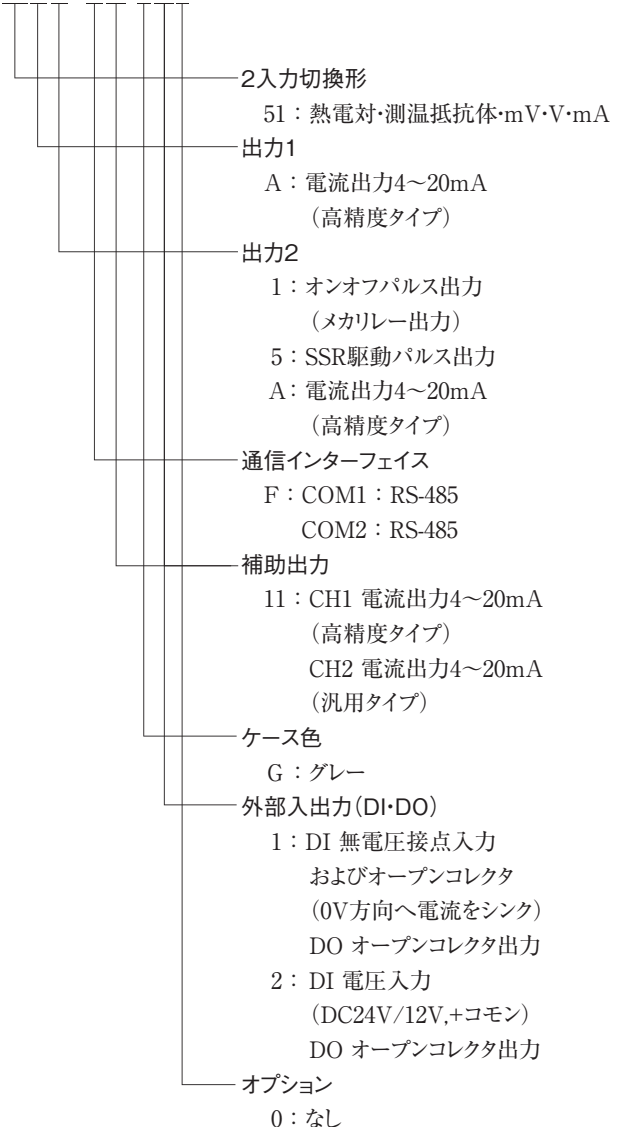 2入力切換形
51：熱電対･測温抵抗体･mV･V･mA
出力1
A：電流出力4～20mA
（高精度タイプ）
出力2
1：オンオフパルス出力
（メカリレー出力）
5：SSR駆動パルス出力
A：電流出力4～20mA
（高精度タイプ）
通信インターフェイス
F：COM1：RS-485
COM2：RS-485
補助出力
11：CH1 電流出力4～20mA
（高精度タイプ）
CH2 電流出力4～20mA
（汎用タイプ）
ケース色
G：グレー
外部入出力（DI･DO）
1：DI 無電圧接点入力
およびオープンコレクタ
（0V方向へ電流をシンク）
DO オープンコレクタ出力
2：DI 電圧入力
（DC24V/12V,+コモン）
DO オープンコレクタ出力
オプション
0：なし